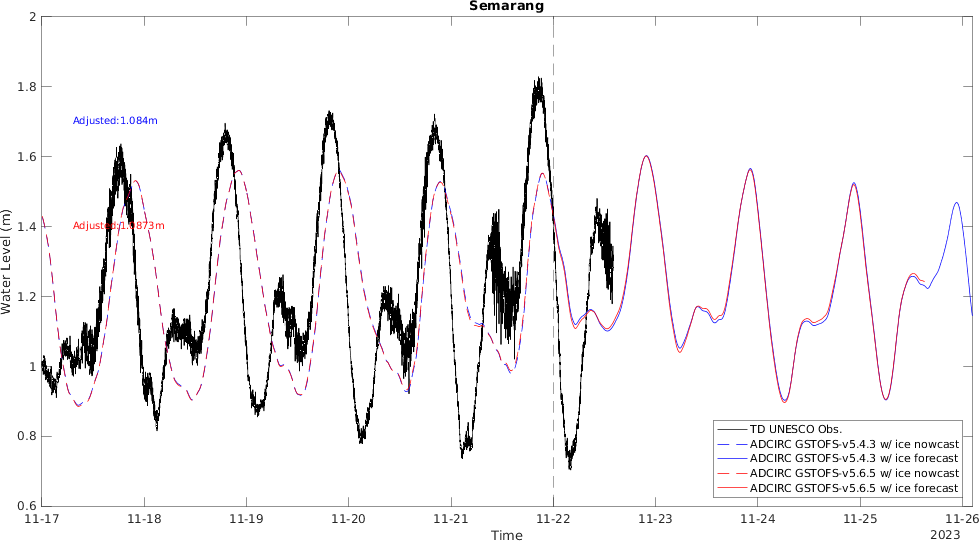 Semarang
2
1.8
1.6
1.4
1.2
1
0.8
0.6
Water Level (m)
Adjusted:1.084m
Adjusted:1.0873m
TD UNESCO Obs.
ADCIRC GSTOFS-v5.4.3 w/ ice nowcast
ADCIRC GSTOFS-v5.4.3 w/ ice forecast
ADCIRC GSTOFS-v5.6.5 w/ ice nowcast
ADCIRC GSTOFS-v5.6.5 w/ ice forecast
11-17 11-18 11-19 11-20 11-21 11-22 11-23 11-24 11-25 11-26
Time
2023